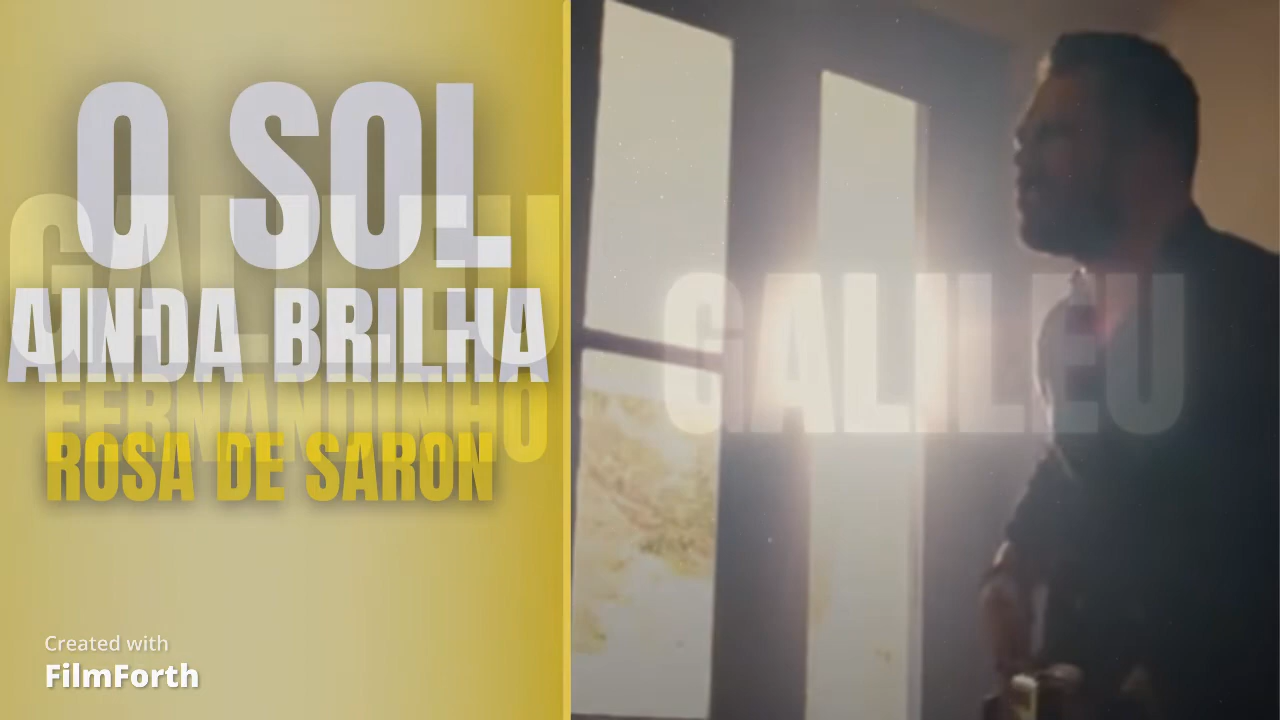 O SOL
GALILEU
AINDA BRILHA
FERNANDINHO
ROSA DE SARON
GALILEU
Created with
FilmForth